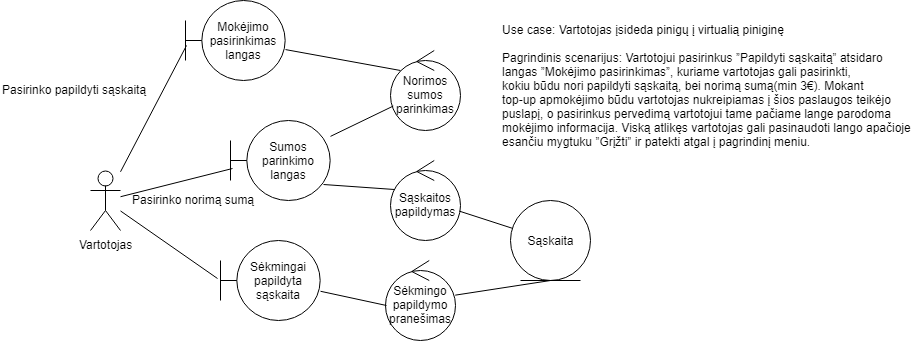 Mokėjimo
pasirinkimas
langas
Pasirinko papildyti sąskaitą
Norimos
sumos
parinkimas
Sumos
parinkimo
langas
Pasirinko norimą sumą
Sąskaitos
papildymas
Vartotojas
Sąskaita
Sėkmingai
papildyta
sąskaita
Sėkmingo
papildymo
pranešimas
Use case: Vartotojas įsideda pinigų į virtualią piniginę
Pagrindinis scenarijus: Vartotojui pasirinkus "Papildyti sąskaitą" atsidaro
langas "Mokėjimo pasirinkimas", kuriame vartotojas gali pasirinkti,
kokiu būdu nori papildyti sąskaitą, bei norimą sumą(min 3€). Mokant
top-up apmokėjimo būdu vartotojas nukreipiamas į šios paslaugos teikėjo
puslapį, o pasirinkus pervedimą vartotojui tame pačiame lange parodoma
mokėjimo informacija. Viską atlikęs vartotojas gali pasinaudoti lango apačioje
esančiu mygtuku "Grįžti" ir patekti atgal į pagrindinį meniu.